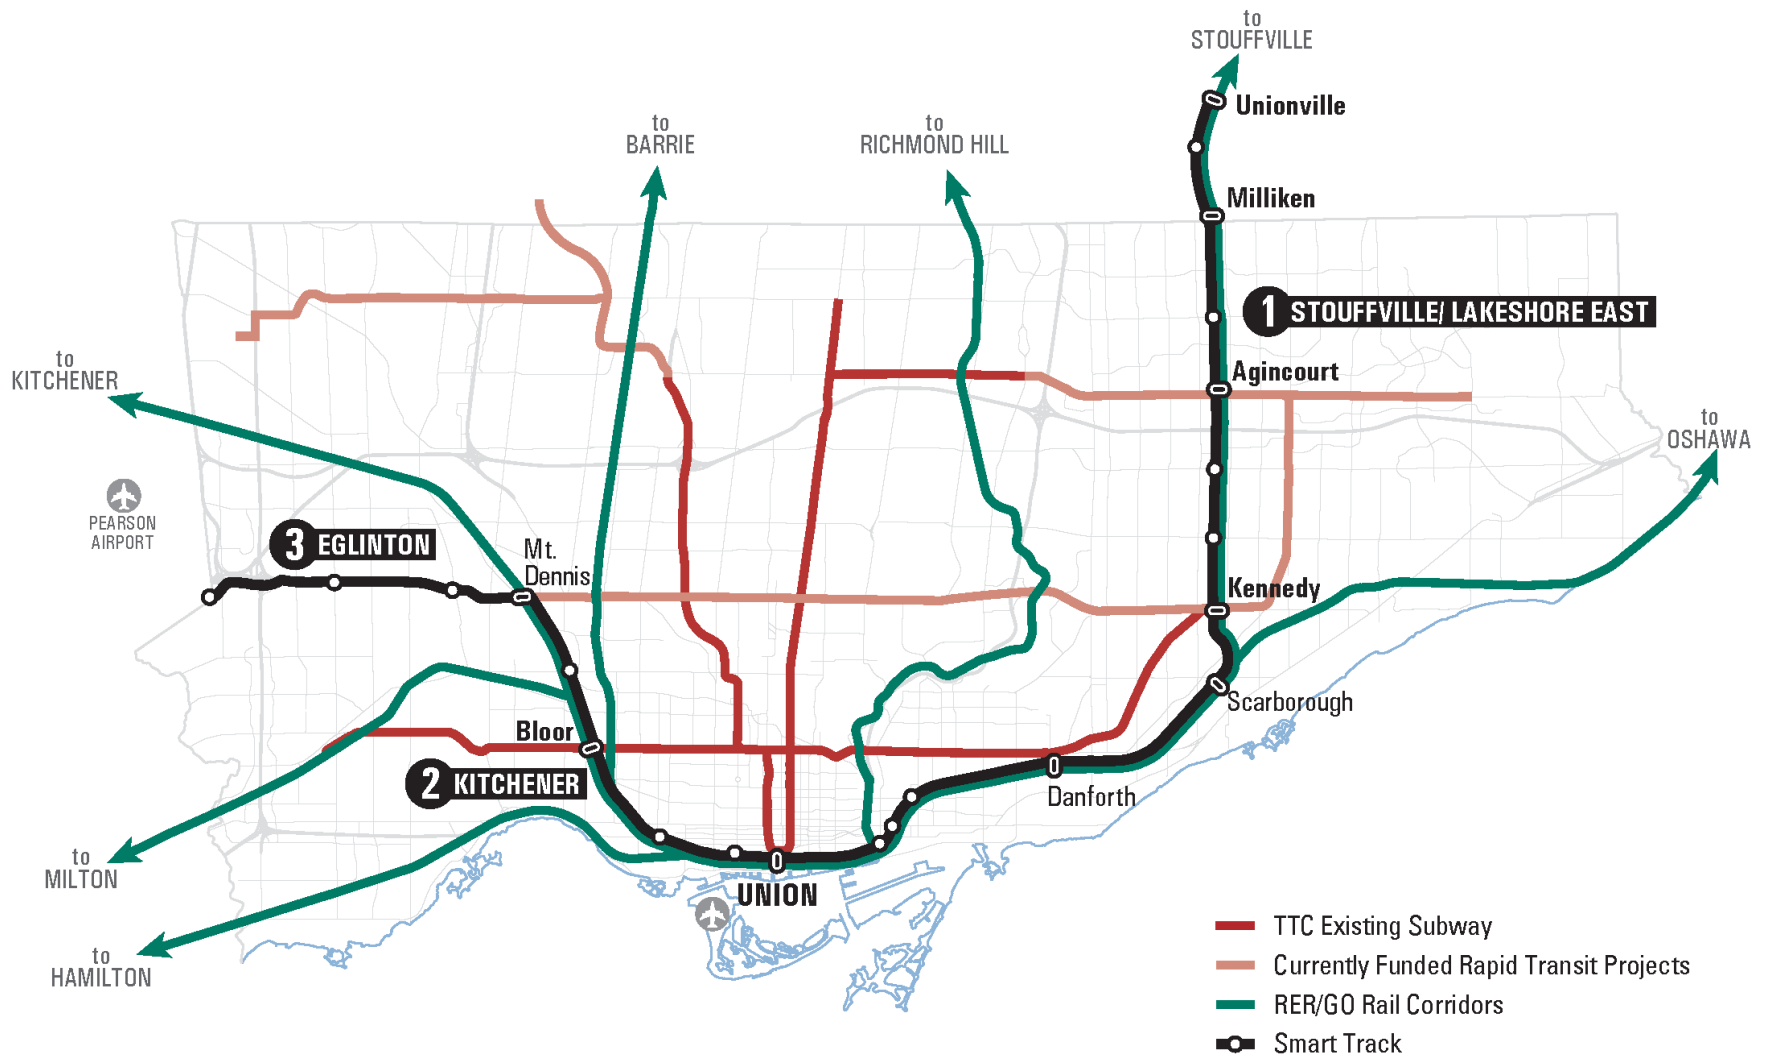 to
STOUFFVILLE
Unionville
to
BARRIE
to
RICHMOND HILL
Milliken
1 STOUFFVILLE/ LAKESHORE EAST
to
KITCHENER
Agincourt
to
OSHAWA
PEARSON
AIRPORT
3 EGLINTON
Mt.
Dennis
Kennedy
Scarborough
Bloor
2 KITCHENER
Danforth
to
MILTON
UNION
to
HAMILTON
TTC Existing Subway
Currently Funded Rapid Transit Projects
RER/GO Rail Corridors
Smart Track